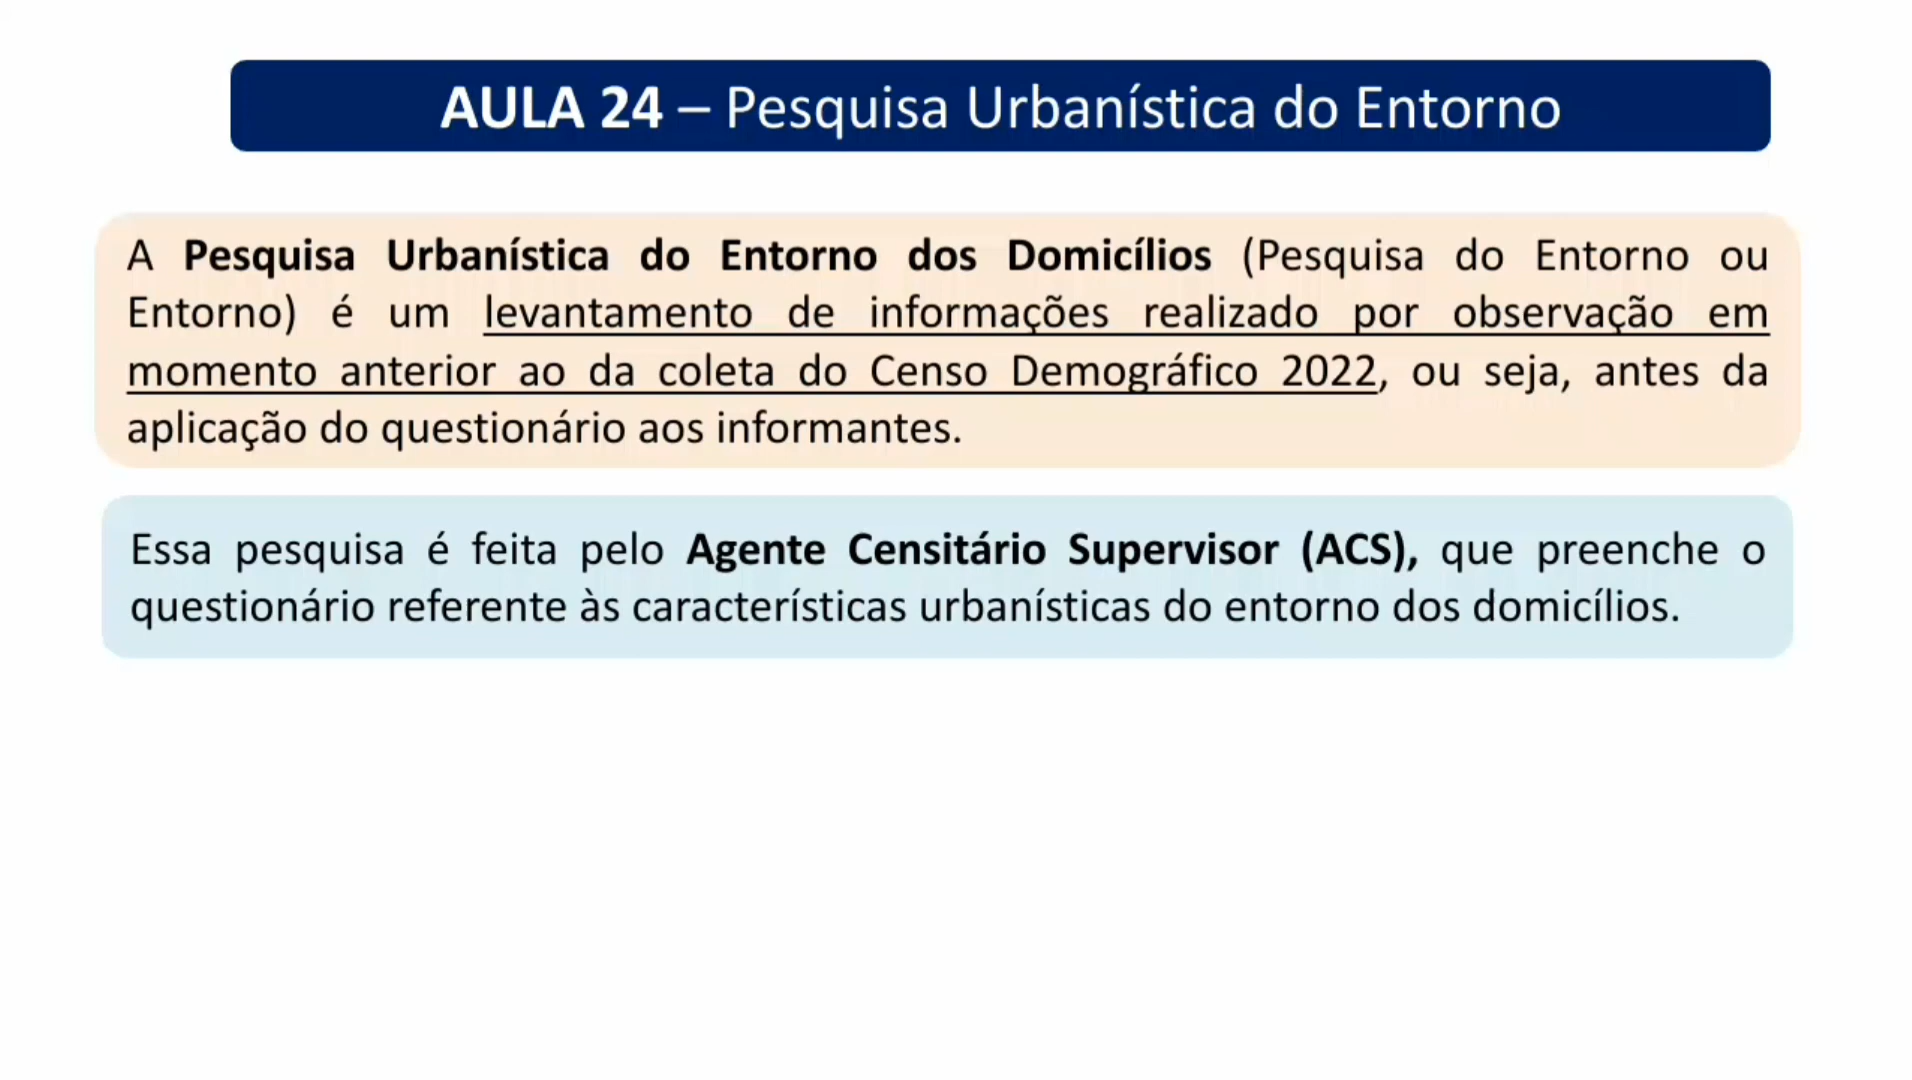 AULA 24 – Pesquisa Urbanística do Entorno
A Pesquisa Urbanística do Entorno dos Domicílios (Pesquisa do Entorno ou
Entorno) é um levantamento de informações realizado por observação em
momento anterior ao da coleta do Censo Demográfico 2022, ou seja, antes da
aplicação do questionário aos informantes.
Essa pesquisa é feita pelo Agente Censitário Supervisor (ACS), que preenche o
questionário referente às características urbanísticas do entorno dos domicílios.